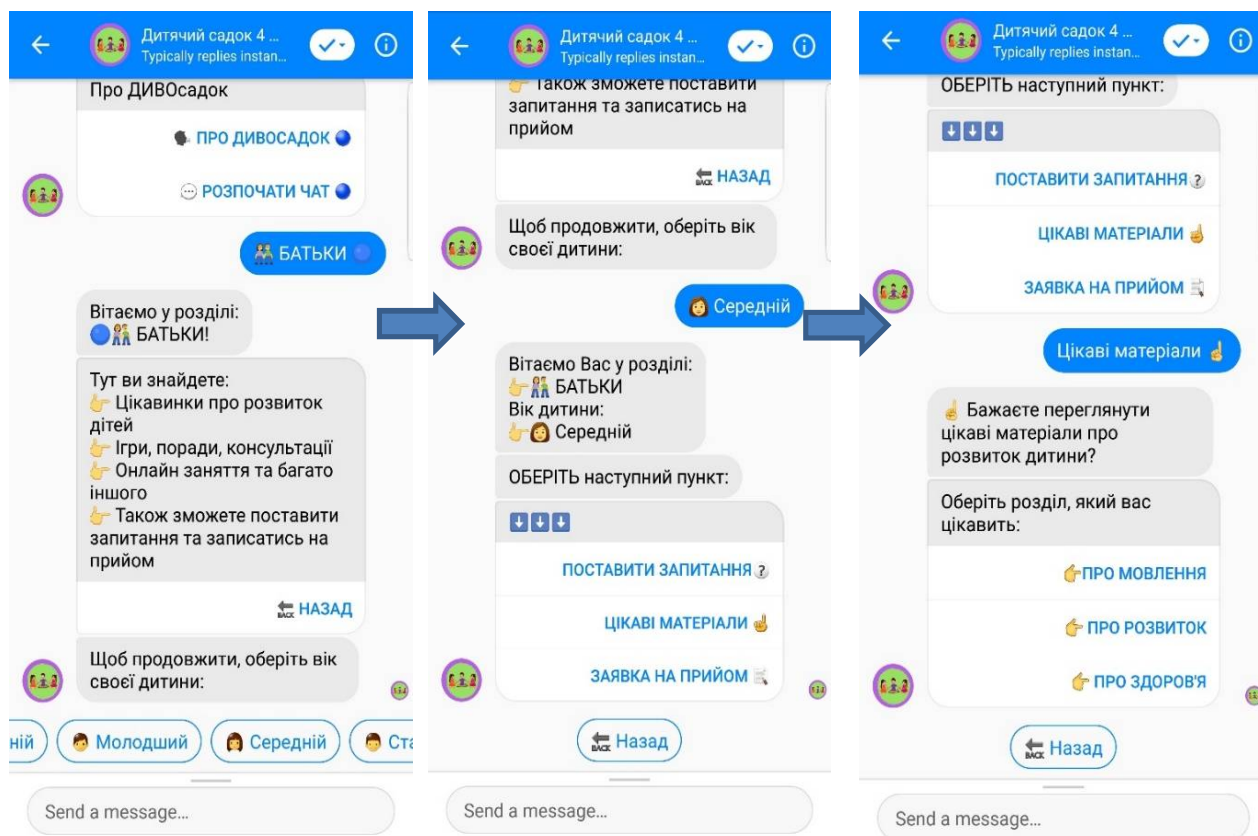 Дитячий садок 4 ...
Typically replies instan...
Про ДИВОсадок
ПРО ДИВОСАДОК
РОЗПОЧАТИ ЧАТ
БАТЬКИ
Вітаємо у розділі:
БАТЬКИ!
Тут ви знайдете:
Цікавинки про розвиток
дітей
Ігри, поради, консультації
Онлайн заняття та багато
іншого
Також зможете поставити
запитання та записатись на
прийом
BACK НАЗАД
Щоб продовжити, оберіть вік
своєї дитини:
ній
Молодший
Середній
Ста
Send a message...
Дитячий садок 4 ...
Typically replies instan...
Також зможете поставити
запитання та записатись на
прийом
BACK НАЗАД
Щоб продовжити, оберіть вік
своєї дитини:
Середній
Вітаємо Вас у розділі:
БАТЬКИ
Вік дитини:
Середній
ОБЕРІТЬ наступний пункт:
ПОСТАВИТИ ЗАПИТАННЯ
ЦІКАВІ МАТЕРІАЛИ
ЗАЯВКА НА ПРИЙОМ
BACK Назад
Send a message...
Дитячий садок 4 ...
Typically replies instan...
ОБЕРІТЬ наступний пункт:
ПОСТАВИТИ ЗАПИТАННЯ
ЦІКАВІ МАТЕРІАЛИ
ЗАЯВКА НА ПРИЙОМ
Цікаві матеріали
Бажаєте переглянути
цікаві матеріали про
розвиток дитини?
Оберіть розділ, який вас
цікавить:
ПРО МОВЛЕННЯ
ПРО РОЗВИТОК
ПРО ЗДОРОВ'Я
BACK Назад
Send a message...